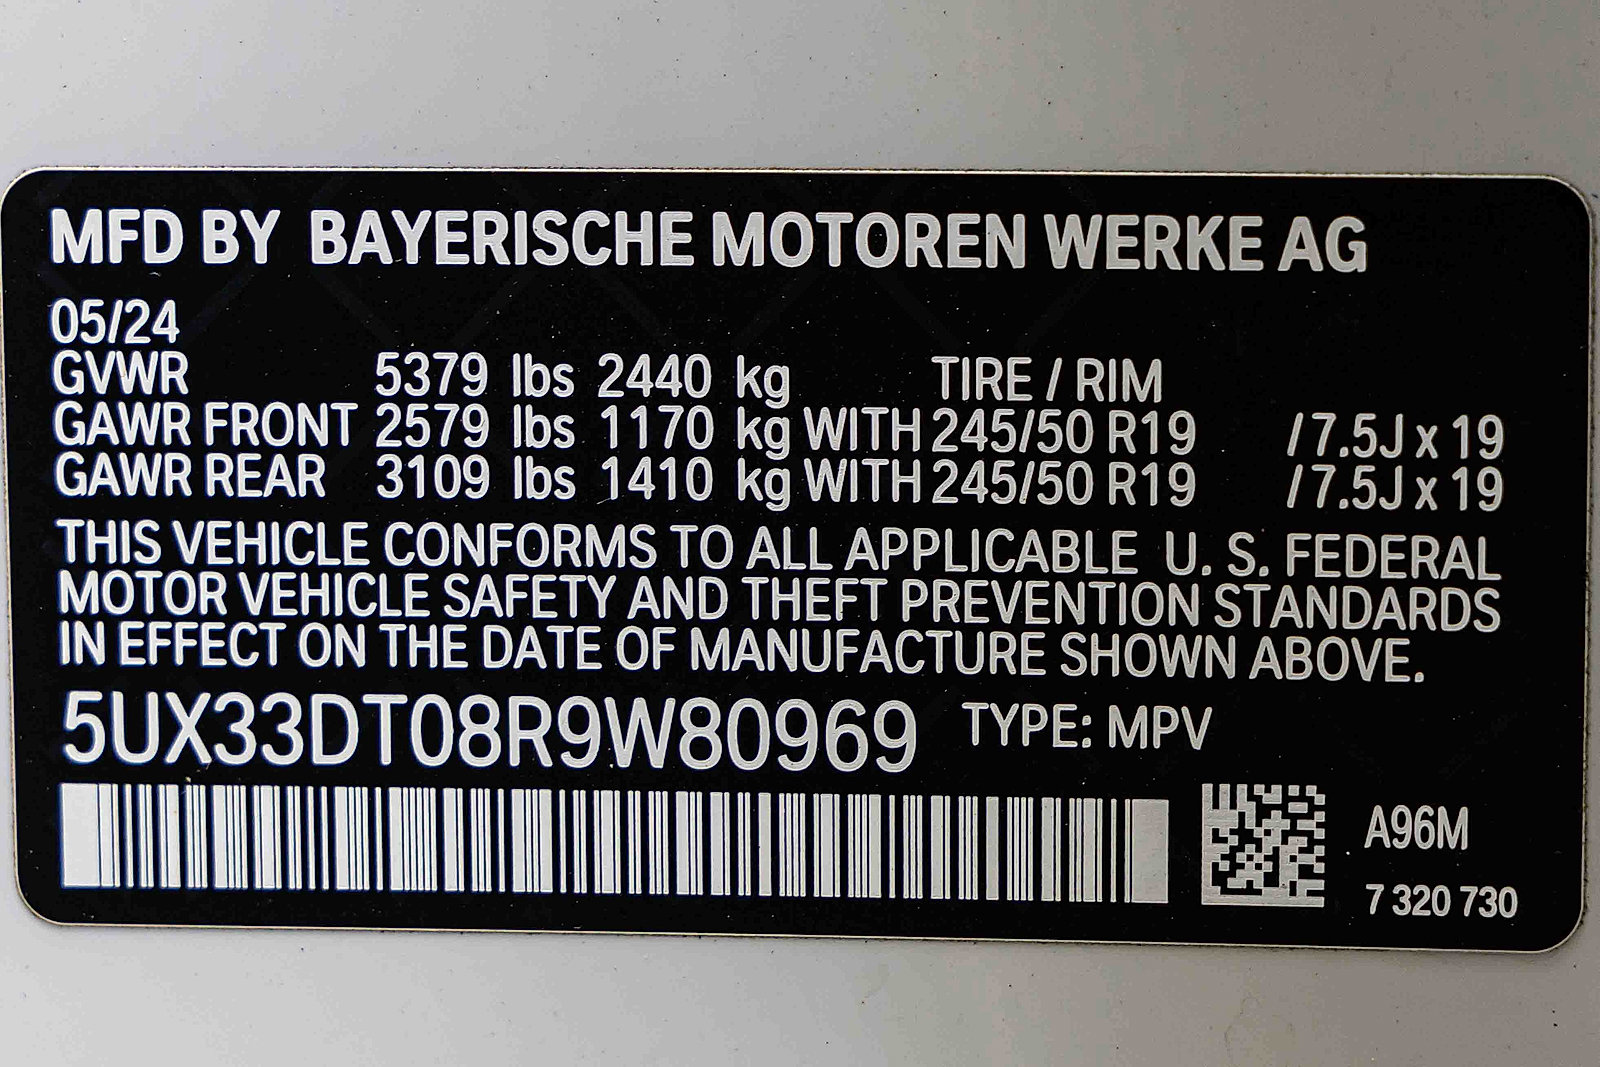 MFD BY BAYERISCHE MOTOREN WERKE AG
05/24
GVWR 5379 lbs 2440 kg TIRE / RIM
GAWR FRONT 2579 lbs 1170 kg WITH 245/50 R19 / 7.5J x 19
GAWR REAR 3109 lbs 1410 kg WITH 245/50 R19 / 7.5J x 19
THIS VEHICLE CONFORMS TO ALL APPLICABLE U. S. FEDERAL
MOTOR VEHICLE SAFETY AND THEFT PREVENTION STANDARDS
IN EFFECT ON THE DATE OF MANUFACTURE SHOWN ABOVE.
5UX33DT08R9W80969 TYPE: MPV
A96M
7 320 730